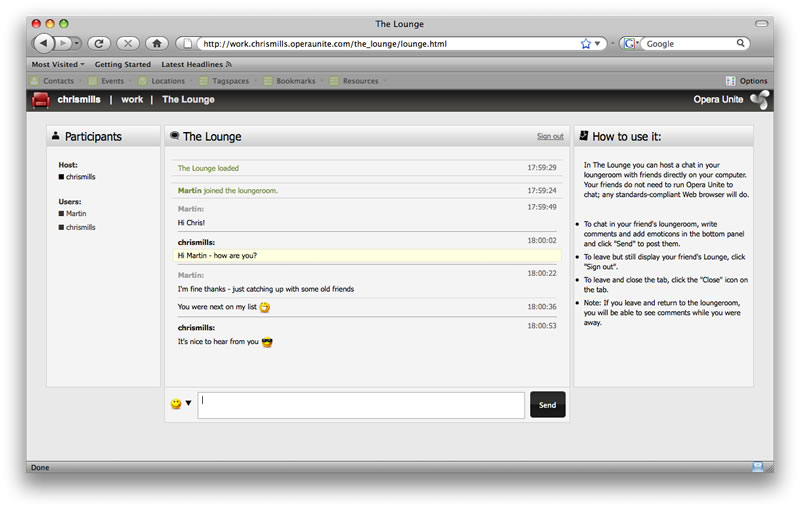 The Lounge
http://work.chrismills.operaunite.com/the_lounge/lounge.html
Google
Most Visited Getting Started Latest Headlines
Contacts Events Locations Tagspaces Bookmarks Resources Options
chrismills | work | The Lounge
Opera Unite
Participants
Host:
chrismills
Users:
Martin
chrismills
The Lounge
Sign out
The Lounge loaded 17:59:29
Martin joined the loungeroom. 17:59:24
Martin: 17:59:49
Hi Chris!
chrismills: 18:00:02
Hi Martin - how are you?
Martin: 18:00:22
I'm fine thanks - just catching up with some old friends
You were next on my list 18:00:36
chrismills: 18:00:53
It's nice to hear from you
Send
How to use it:
In The Lounge you can host a chat in your
loungeroom with friends directly on your computer.
Your friends do not need to run Opera Unite to
chat; any standards-compliant Web browser will do.
To chat in your friend's loungeroom, write
comments and add emoticons in the bottom panel
and click "Send" to post them.
To leave but still display your friend's Lounge, click
"Sign out".
To leave and close the tab, click the "Close" icon on
the tab.
Note: If you leave and return to the loungeroom,
you will be able to see comments while you were
away.
Done